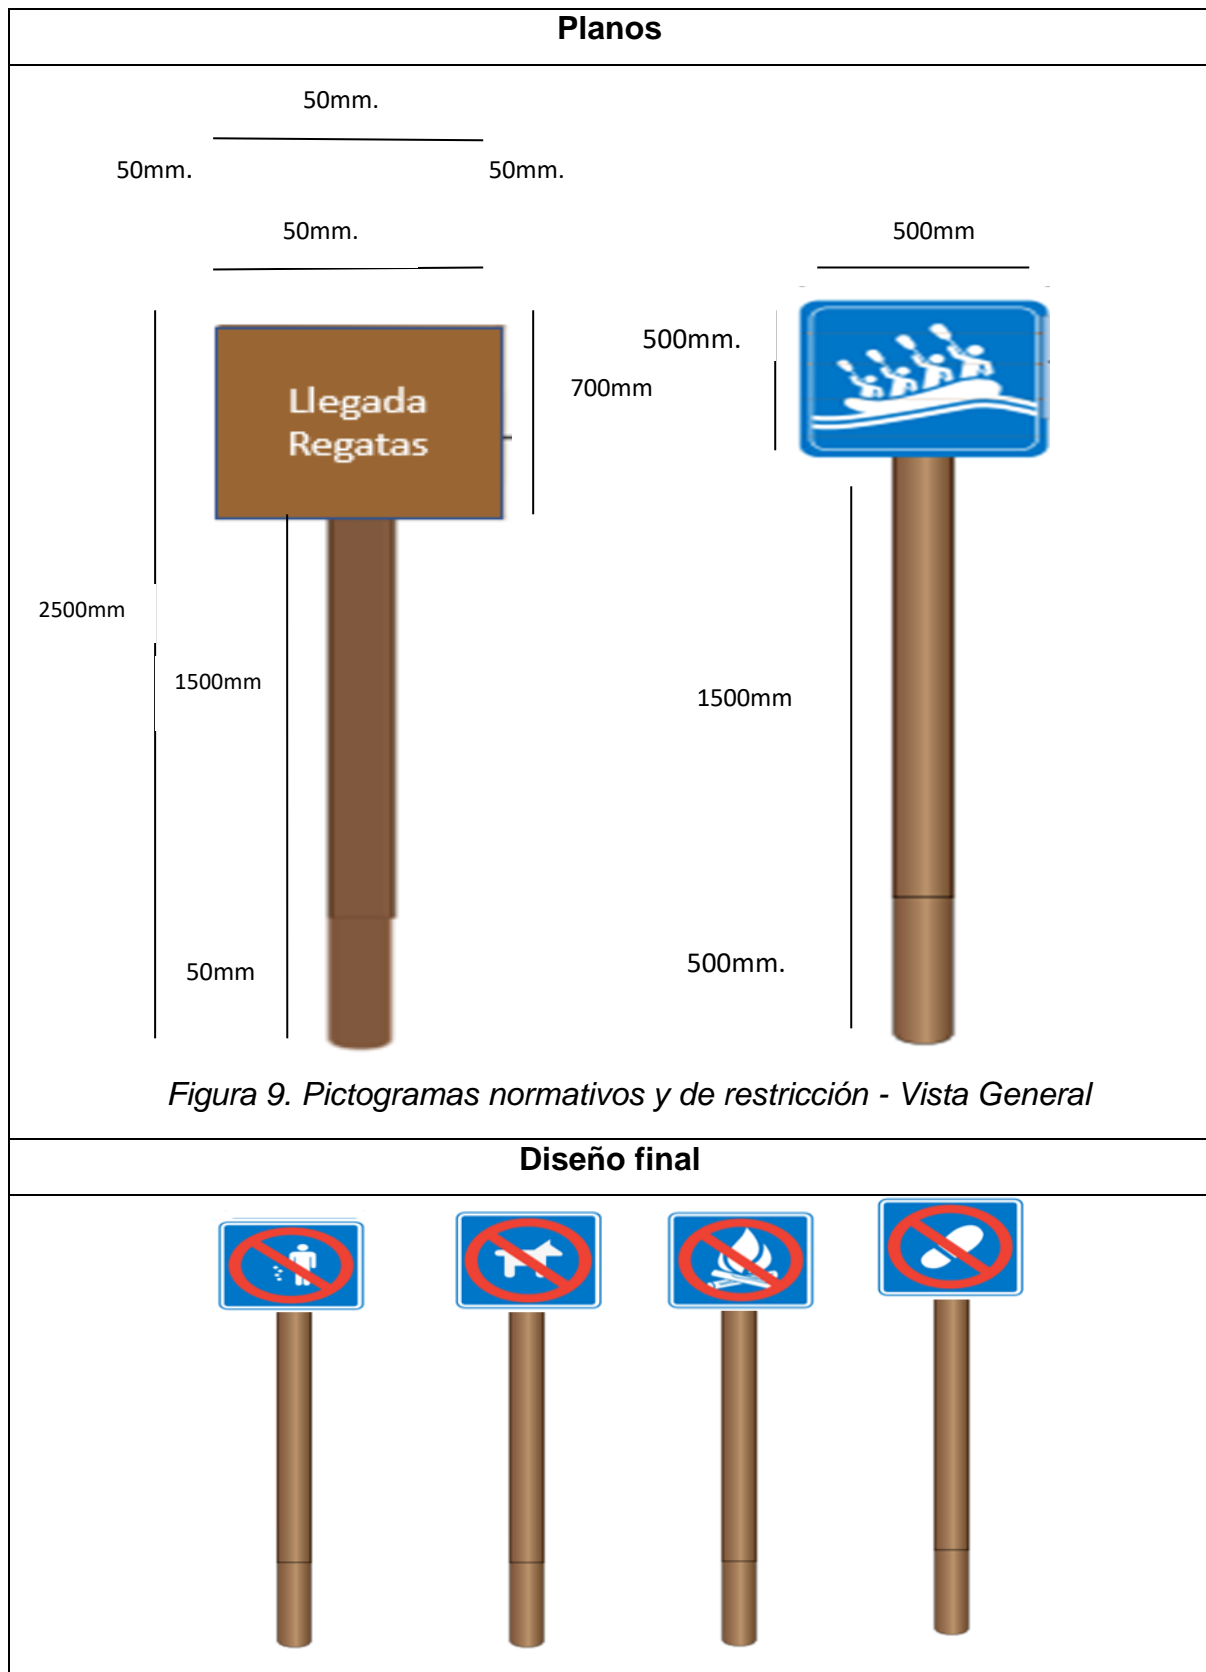 Planos
50mm.
50mm.
50mm.
50mm.
500mm
500mm.
700mm
Llegada
Regatas
2500mm
1500mm
1500mm
50mm
500mm.
Figura 9. Pictogramas normativos y de restricción - Vista General
Diseño final